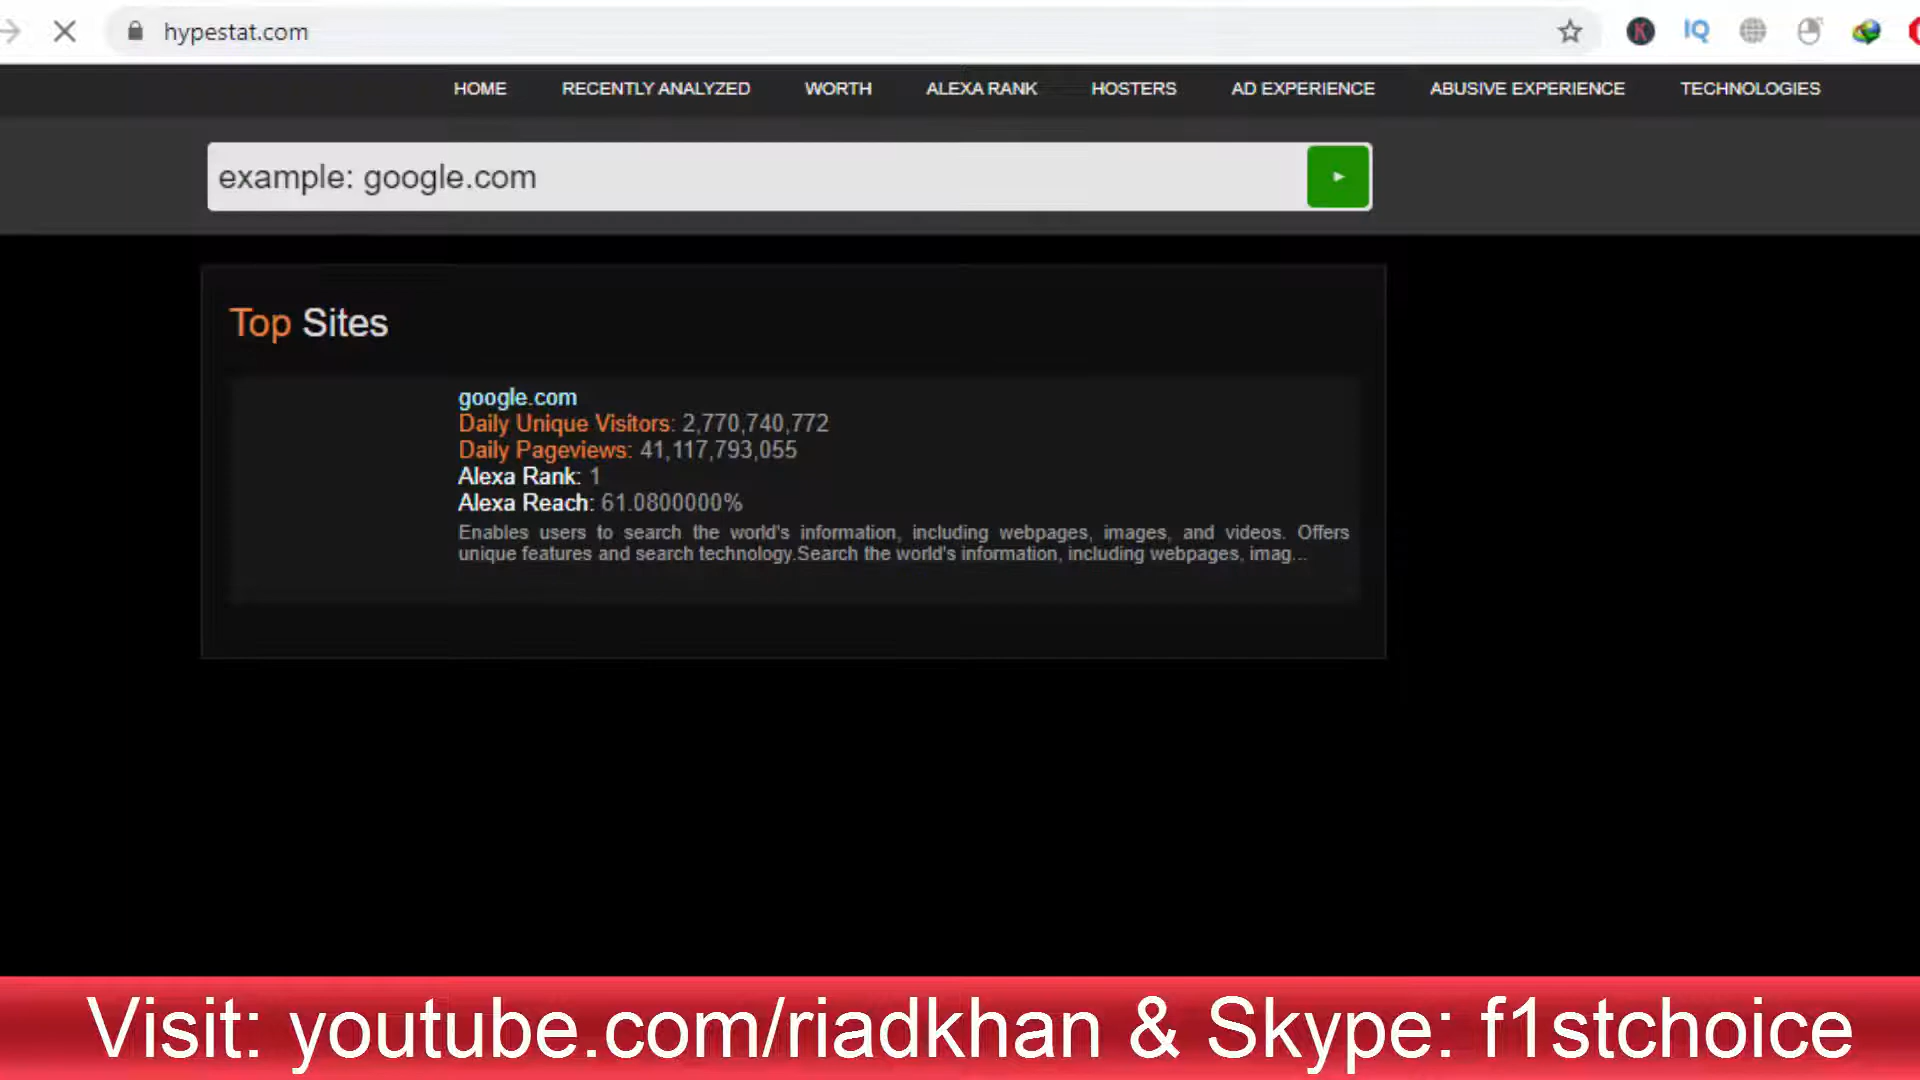 hypestat.com
IQ
HOME RECENTLY ANALYZED WORTH ALEXA RANK HOSTERS AD EXPERIENCE ABUSIVE EXPERIENCE TECHNOLOGIES
example: google.com
Top Sites
google.com
Daily Unique Visitors: 2,770,740,772
Daily Pageviews: 41,117,793,055
Alexa Rank: 1
Alexa Reach: 61.0800000%
Enables users to search the world's information, including webpages, images, and videos. Offers
unique features and search technology.Search the world's information, including webpages, imag...
Visit: youtube.com/riadkhan & Skype: f1stchoice